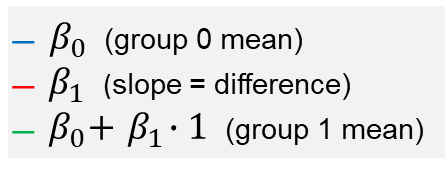 β₀ (group 0 mean)
β₁ (slope = difference)
β₀ + β₁ · 1 (group 1 mean)